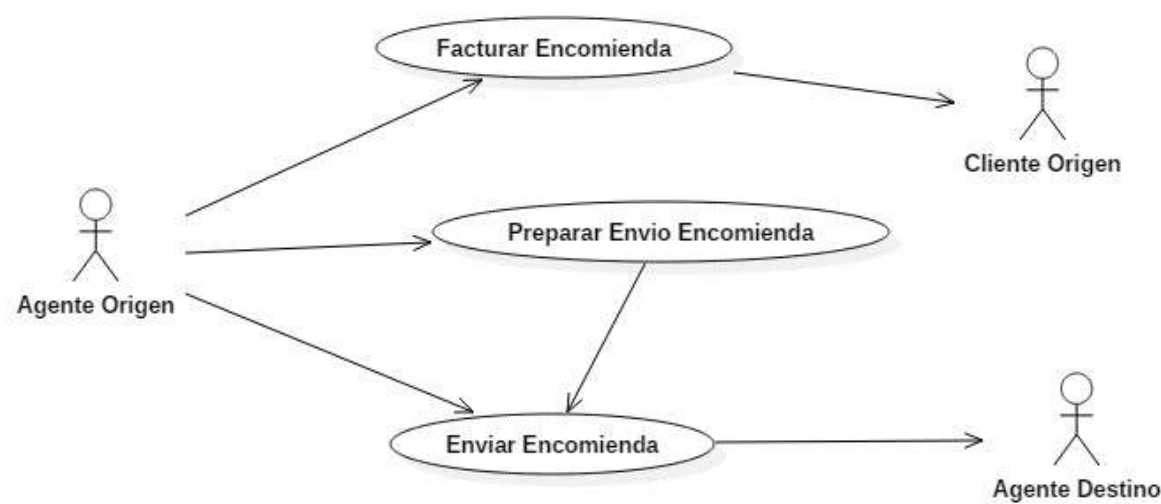 Facturar Encomienda
Cliente Origen
Preparar Envio Encomienda
Agente Origen
Enviar Encomienda
Agente Destino